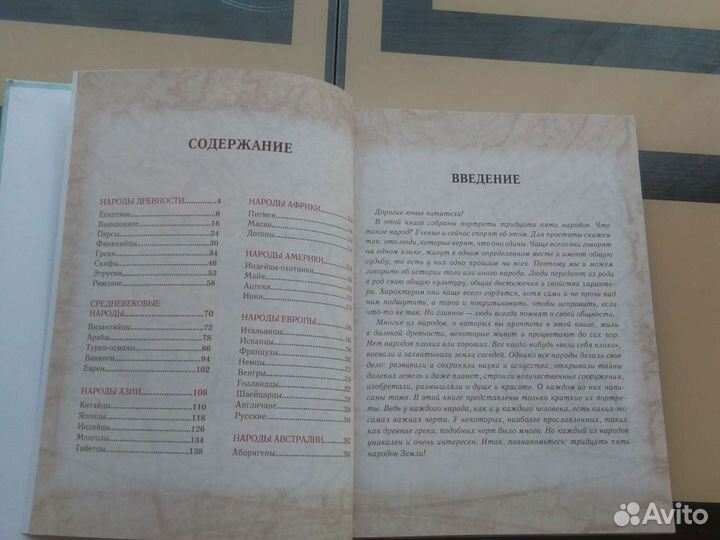 СОДЕРЖАНИЕ
НАРОДЫ ДРЕВНОСТИ 4
Египтяне 6
Вавилоняне 18
Персы 24
Финикийцы 30
Греки 34
Скифы 46
Этруски 52
Римляне 58
СРЕДНЕВЕКОВЫЕ
НАРОДЫ 70
Византийцы 72
Арабы 78
Турки-османы 86
Викинги 94
Евреи 102
НАРОДЫ АЗИИ 108
Китайцы 110
Японцы 118
Индийцы 126
Монголы 134
Тибетцы 138
НАРОДЫ АФРИКИ
Пигмеи
Масаи
Догоны
НАРОДЫ АМЕРИКИ
Индейцы-охотники
Майя
Ацтеки
Инки
НАРОДЫ ЕВРОПЫ
Итальянцы
Испанцы
Французы
Немцы
Венгры
Голландцы
Швейцарцы
Англичане
Русские
НАРОДЫ АВСТРАЛИИ
Аборигены
ВВЕДЕНИЕ
Дорогие юные читатели!
В этой книге собраны портреты тридцати пяти народов. Что
такое народ? Ученые и сейчас спорят об этом. Для простоты скажем
так, это люди, которые верят, что они едины. Чаще всего они говорят
на одном языке, живут в одном определенном месте и имеют общую
судьбу, то есть у них одно прошлое на всех. Поэтому мы и можем
говорить об истории того или иного народа. Люди передают из рода
в род свою общую культуру, общие достижения и свойства характе-
ра. Характером они чаще всего гордятся, хотя сами и не прочь над
ним подшутить, а порой и покритиковать, чтобы исправить, если
что-то не так. Но главное — люди всегда помнят о своей общности.
Многие из народов, о которых вы прочтете в этой книге, жили
в далекой древности, некоторые живут и процветают до сих пор.
Нет народов плохих или хороших. Все когда-нибудь «вели себя плохо»:
воевали и захватывали земли соседей. Однако все народы делали свое
дело: развивали и сохраняли науки и искусства; открывали тайны
далеких земель и даже планет, строили величественные сооружения,
изобретали, размышляли о душе и красоте. О каждом из них напи-
саны тома. В этой книге представлены только краткие их портре-
ты. Ведь у каждого народа, как и у каждого человека, есть какая-то
самая важная черта. У некоторых, наиболее прославленных, таких
как древние греки, подобных черт было много. Но каждый из народов
уникален и очень интересен. Итак, познакомьтесь: тридцать пять
народов Земли!
Avito